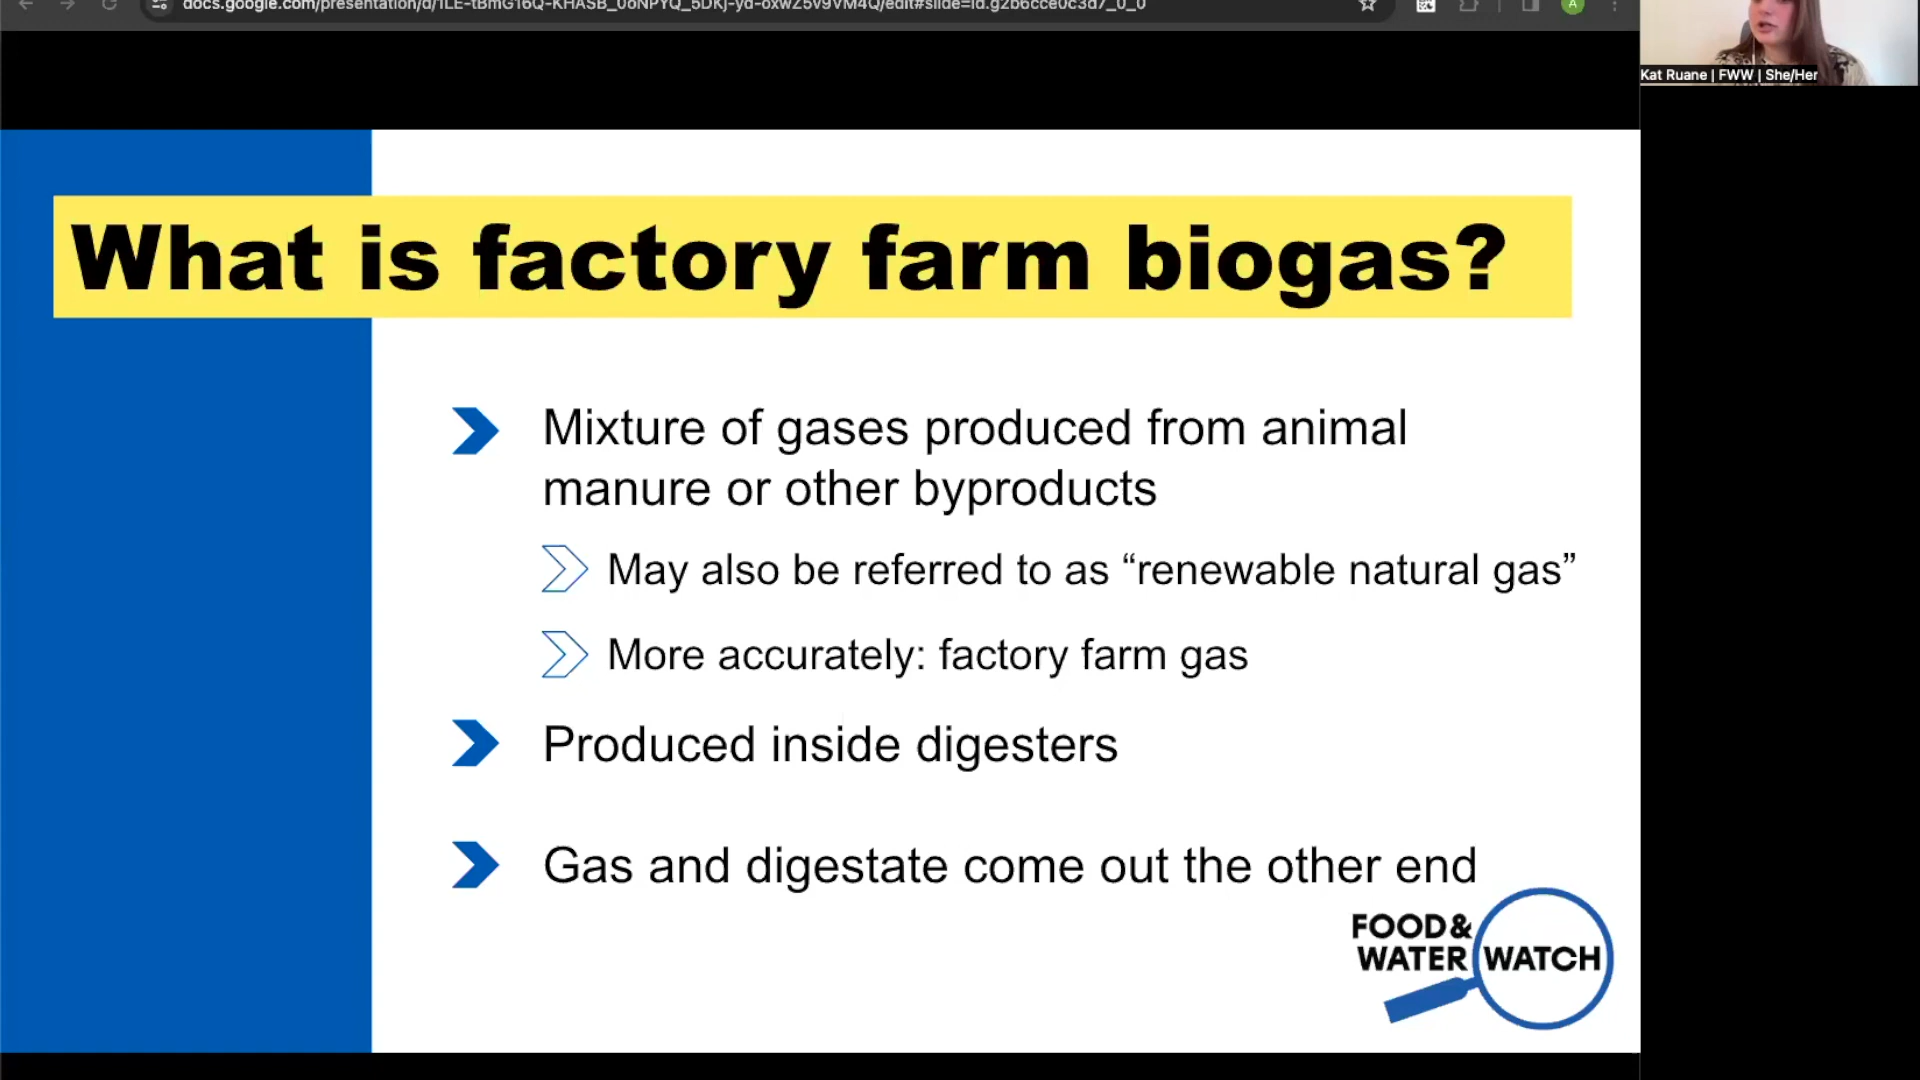 Kat Ruane | FWW | She/Her
What is factory farm biogas?
Mixture of gases produced from animal
manure or other byproducts
May also be referred to as “renewable natural gas”
More accurately: factory farm gas
Produced inside digesters
Gas and digestate come out the other end
FOOD&
WATER WATCH